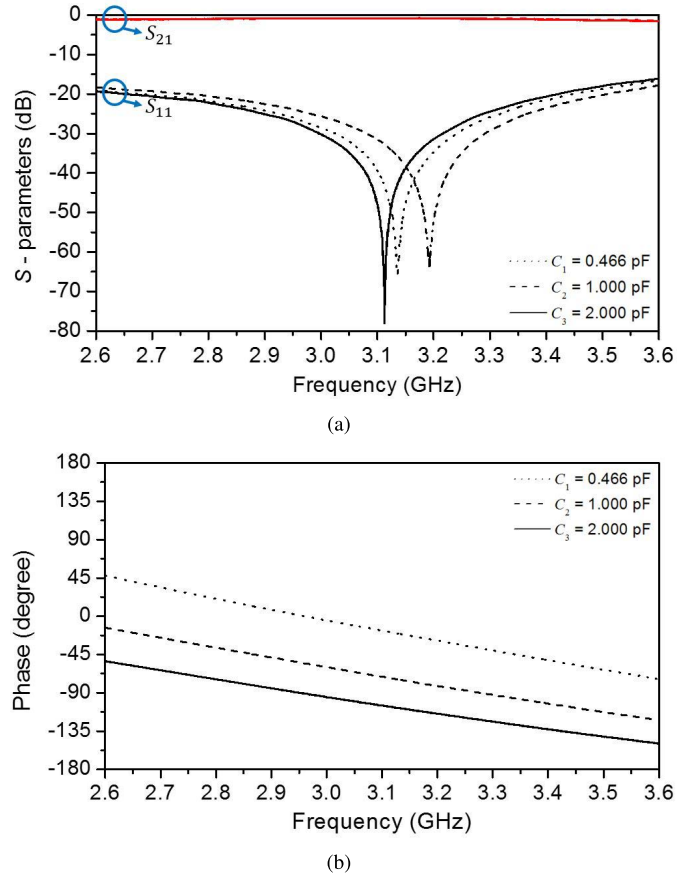 0
-10
-20
-30
-40
-50
-60
-70
-80
S - parameters (dB)
S21
S11
C1 = 0.466 pF
C2 = 1.000 pF
C3 = 2.000 pF
2.6 2.7 2.8 2.9 3.0 3.1 3.2 3.3 3.4 3.5 3.6
Frequency (GHz)
(a)
180
135
90
45
0
-45
-90
-135
-180
Phase (degree)
C1 = 0.466 pF
C2 = 1.000 pF
C3 = 2.000 pF
2.6 2.7 2.8 2.9 3.0 3.1 3.2 3.3 3.4 3.5 3.6
Frequency (GHz)
(b)